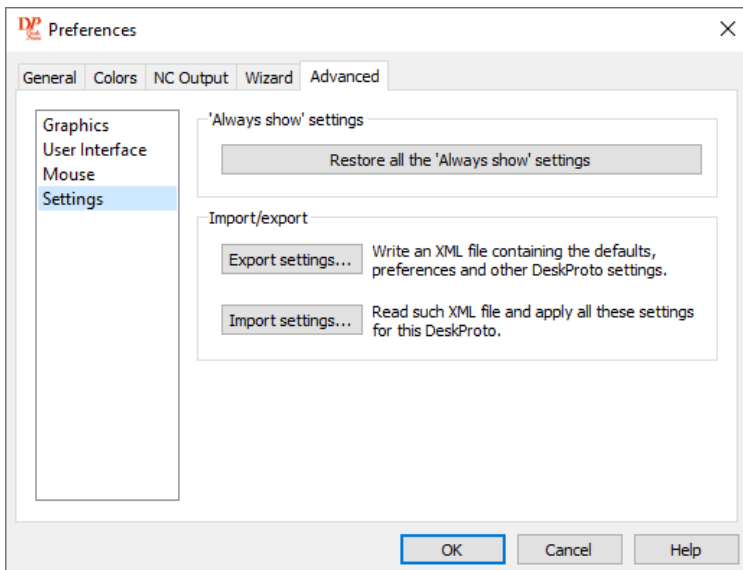 DP Preferences
General Colors NC Output Wizard Advanced
Graphics
User Interface
Mouse
Settings
'Always show' settings
Restore all the 'Always show' settings
Import/export
Export settings...
Write an XML file containing the defaults,
preferences and other DeskProto settings.
Import settings...
Read such XML file and apply all these settings
for this DeskProto.
OK Cancel Help